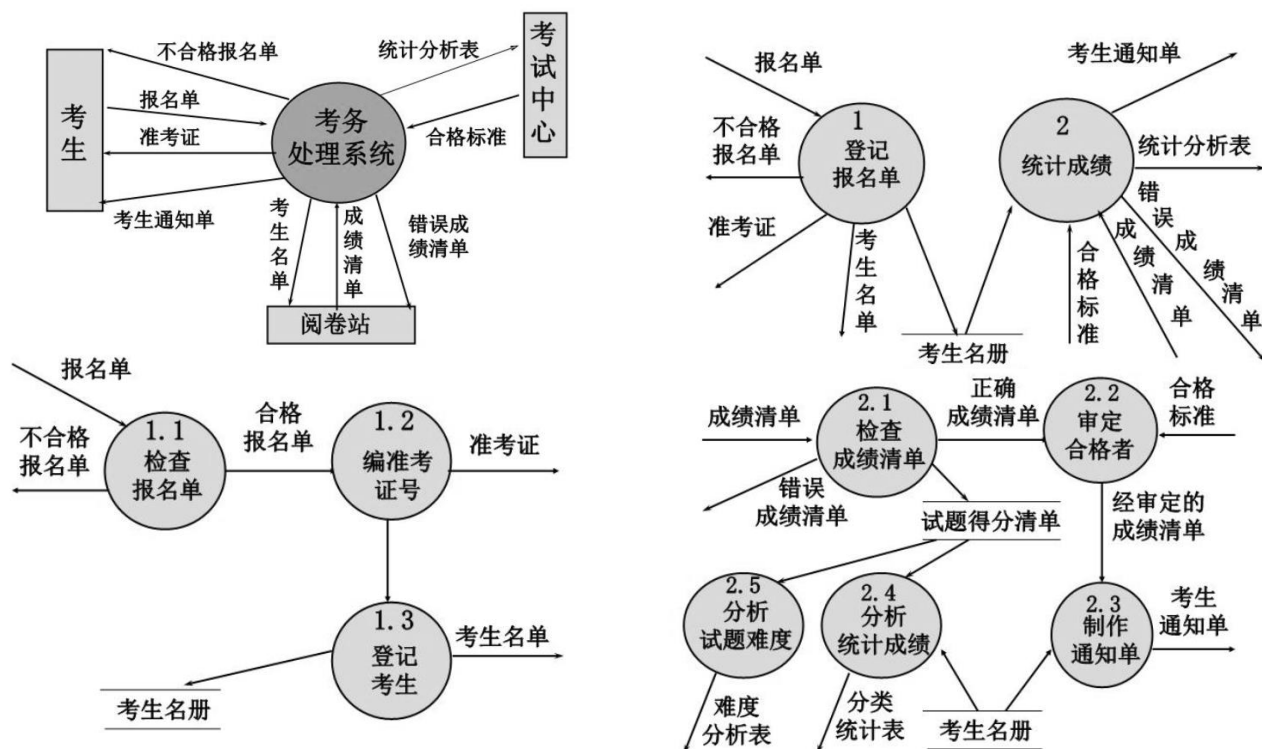 不合格报名单
统计分析表
考生
报名单
准考证
考生通知单
考务
处理系统
考试中心
合格标准
考生名单
成绩清单
错误成
绩清单
阅卷站
报名单
考生通知单
不合格
报名单
1
登记
报名单
2
统计成绩
统计分析表
准考证
考生名单
合格标准
成绩清单
错误成绩清单
考生名册
报名单
不合格
报名单
1.1
检查
报名单
合格
报名单
1.2
编准考
证号
准考证
1.3
登记
考生
考生名单
考生名册
成绩清单
2.1
检查
成绩清单
正确
成绩清单
2.2
审定
合格者
合格
标准
错误
成绩清单
试题得分清单
经审定的
成绩清单
2.5
分析
试题难度
2.4
分析
统计成绩
2.3
制作
通知单
考生
通知单
难度
分析表
分类
统计表
考生名册